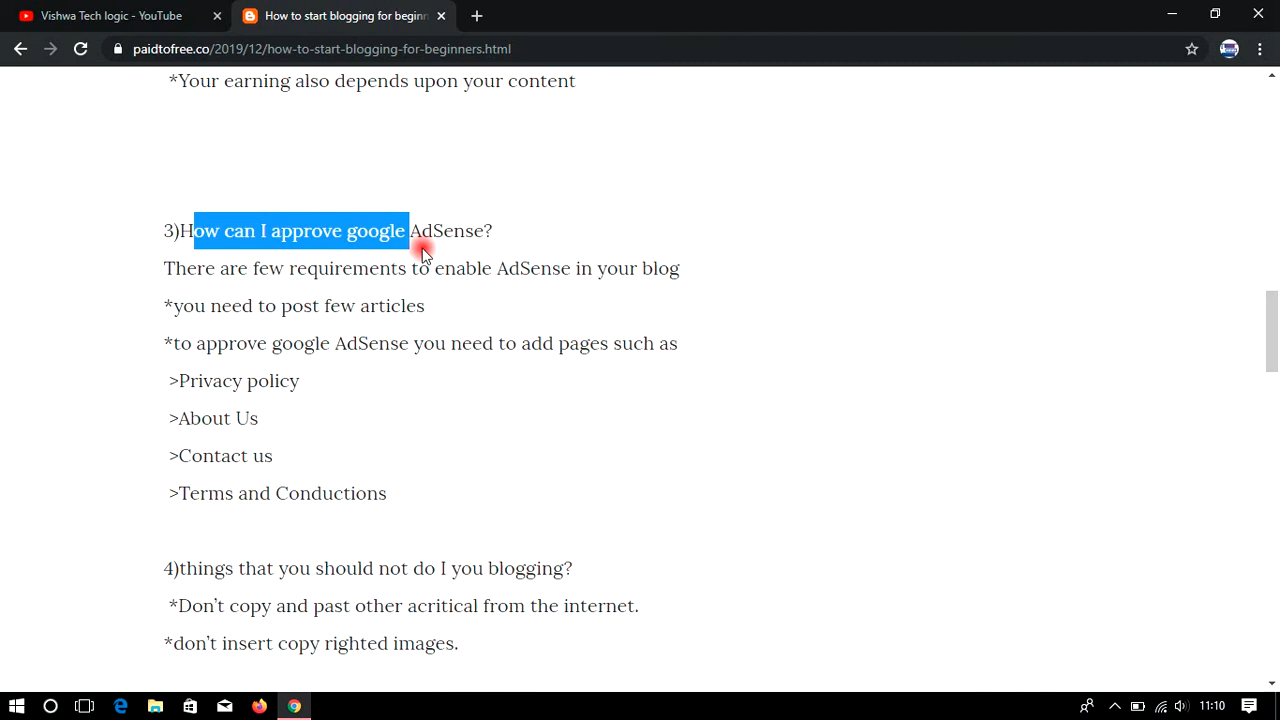 Vishwa Tech logic - YouTube
How to start blogging for beginn
paidtofree.co/2019/12/how-to-start-blogging-for-beginners.html
*Your earning also depends upon your content
3)How can I approve google AdSense?
There are few requirements to enable AdSense in your blog
*you need to post few articles
*to approve google AdSense you need to add pages such as
>Privacy policy
>About Us
>Contact us
>Terms and Conductions
4)things that you should not do I you blogging?
*Don’t copy and past other acritical from the internet.
*don’t insert copy righted images.
11:10